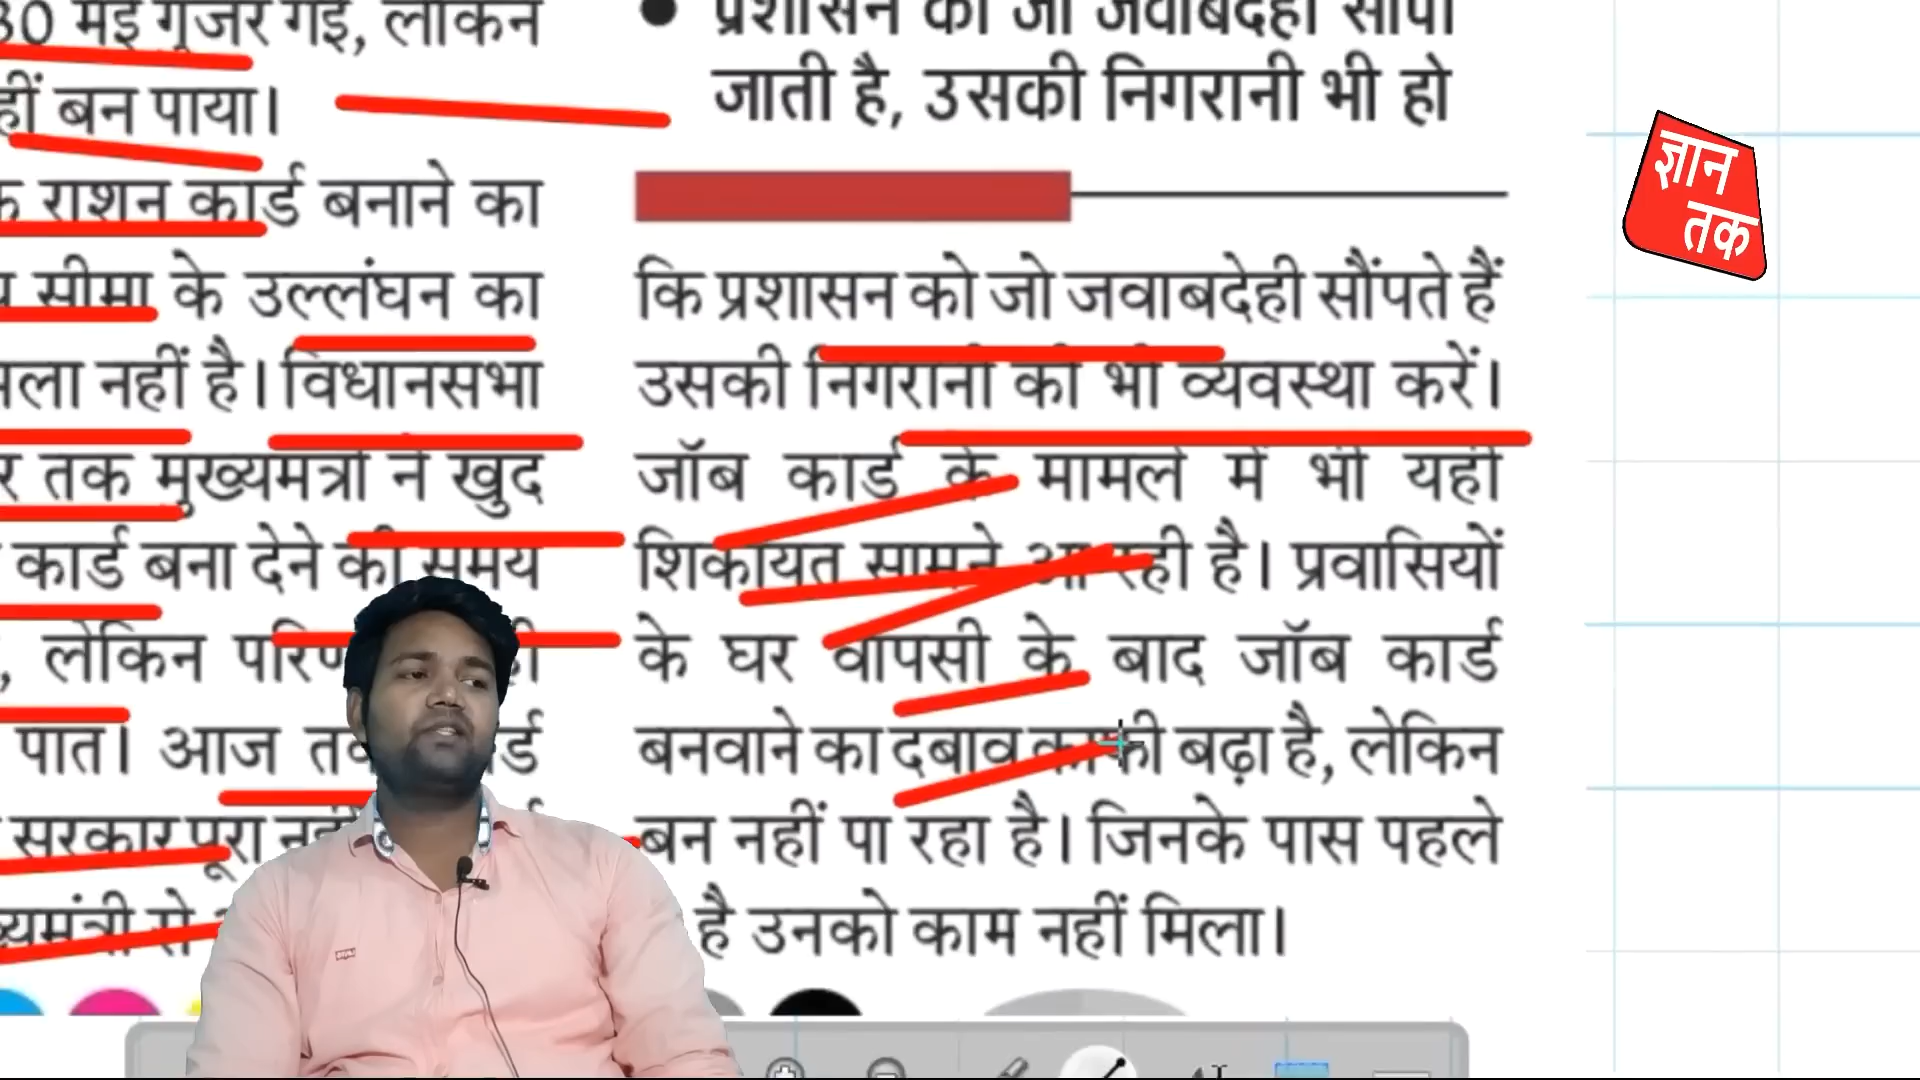 30 मई गुजर गई, लेकिन
हीं बन पाया।
राशन कार्ड बनाने का
सीमा के उल्लंघन का
नहीं है। विधानसभा
तक मुख्यमंत्री ने खुद
कार्ड बना देने की समय
लेकिन
पात। आज
सरकार पूरा
से
प्रशासन को जो जवाबदेही सौंपी
जाती है, उसकी निगरानी भी हो
कि प्रशासन को जो जवाबदेही सौंपते हैं
उसकी निगरानी की भी व्यवस्था करें।
जॉब कार्ड के मामले में भी यही
शिकायत सामने आ रही है। प्रवासियों
के घर वापसी के बाद जॉब कार्ड
बनवाने का दबाव काफी बढ़ा है, लेकिन
बन नहीं पा रहा है। जिनके पास पहले
है उनको काम नहीं मिला।
ज्ञान
तक